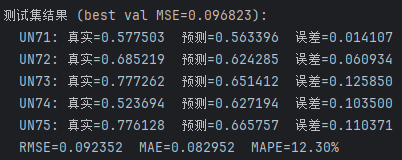 测试集结果 (best val MSE=0.096823):
UN71: 真实=0.577503 预测=0.563396 误差=0.014107
UN72: 真实=0.685219 预测=0.624285 误差=0.060934
UN73: 真实=0.777262 预测=0.651412 误差=0.125850
UN74: 真实=0.523694 预测=0.627194 误差=0.103500
UN75: 真实=0.776128 预测=0.665757 误差=0.110371
RMSE=0.092352 MAE=0.082952 MAPE=12.30%